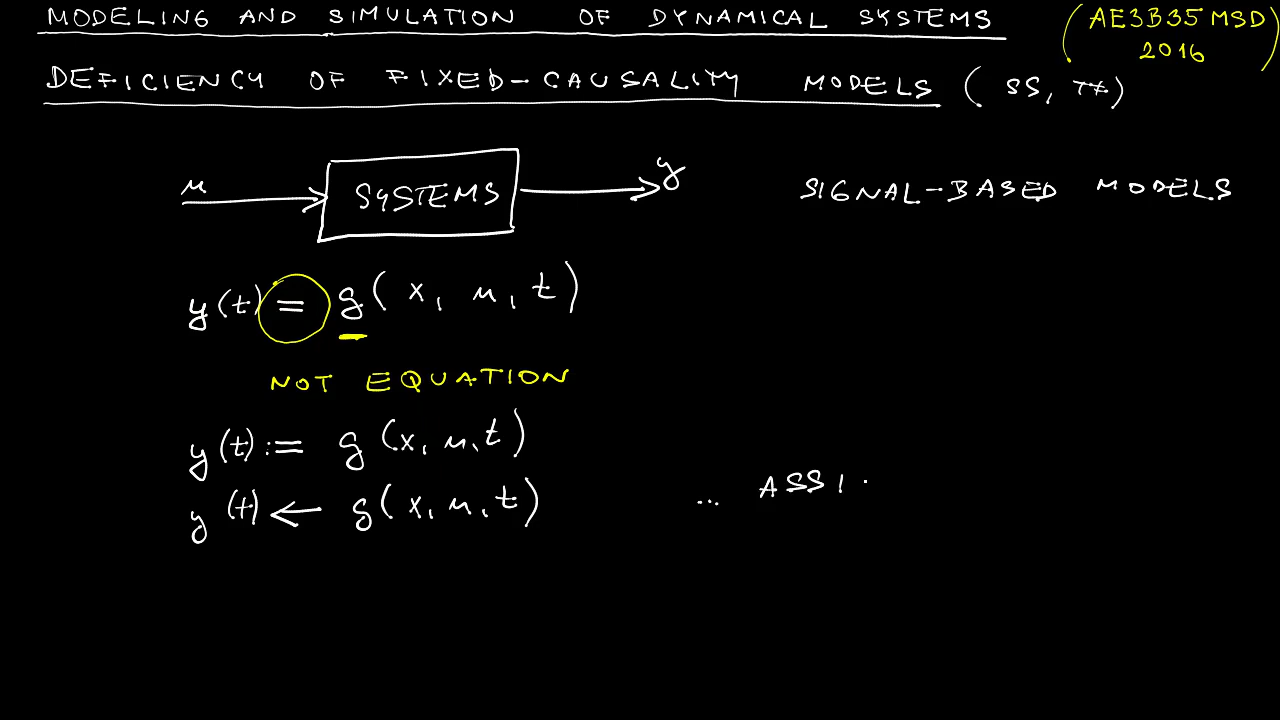 MODELING AND SIMULATION OF DYNAMICAL SYSTEMS
(AE3B35MSD)
2016
DEFICIENCY OF FIXED-CAUSALITY MODELS (SS, TF)
u
SYSTEMS
y
SIGNAL-BASED MODELS
y(t) = g(x, u, t)
NOT EQUATION
y(t) := g(x, u, t)
y(t) ← g(x, u, t)
... ASSI